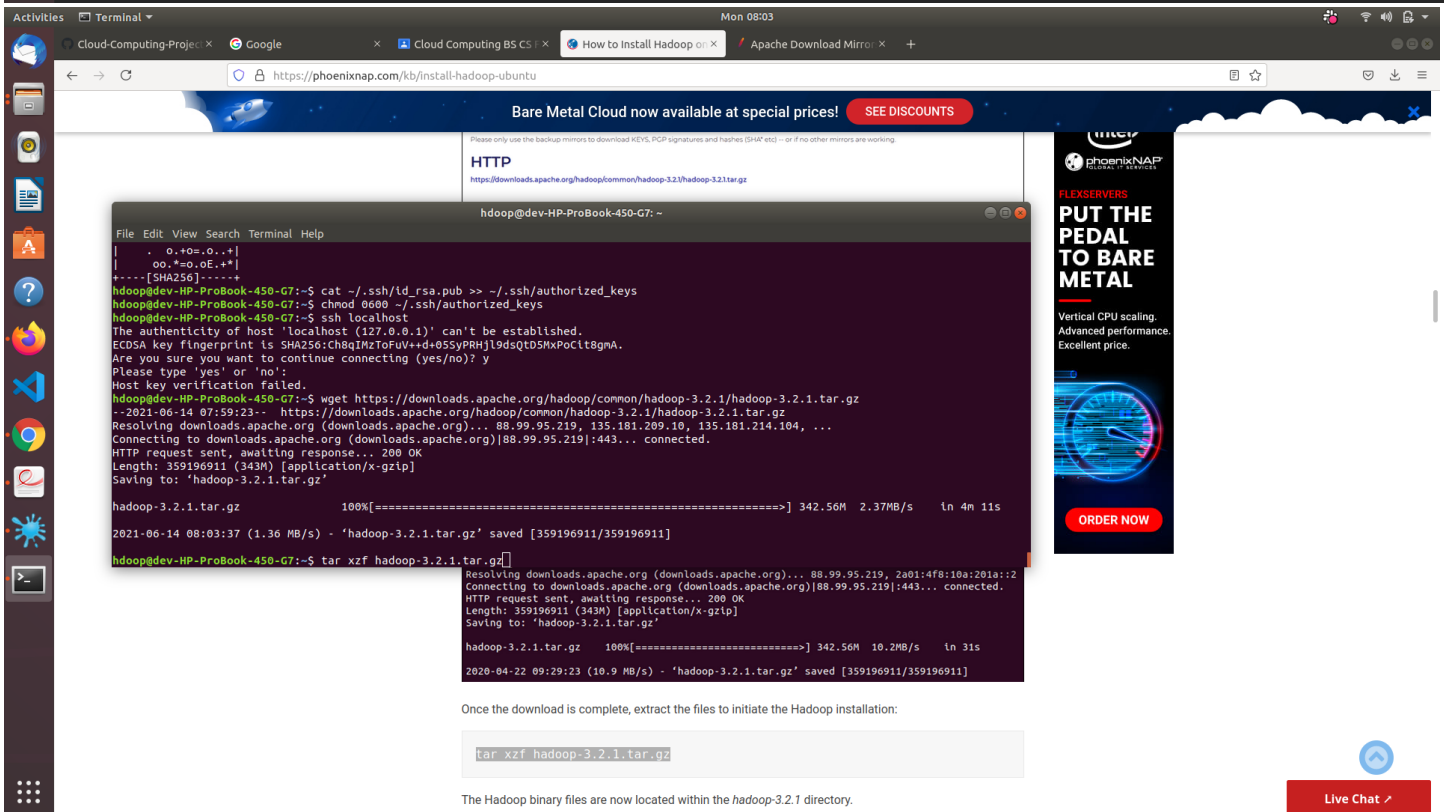 Activities
Terminal
Mon 08:03
Cloud-Computing-Project
Google
Cloud Computing BS CS F
How to Install Hadoop on
Apache Download Mirror
https://phoenixnap.com/kb/install-hadoop-ubuntu
Bare Metal Cloud now available at special prices!
SEE DISCOUNTS
Please only use the backup mirrors to download KEYS, PGP signatures and hashes (SHA* etc) -- or if no other mirrors are working.
HTTP
https://downloads.apache.org/hadoop/common/hadoop-3.2.1/hadoop-3.2.1.tar.gz
hdoop@dev-HP-ProBook-450-G7: ~
File Edit View Search Terminal Help
|    . o.+o=.o..+|
|     oo.*=o.oE.+*|
+----[SHA256]-----+
hdoop@dev-HP-ProBook-450-G7:~$ cat ~/.ssh/id_rsa.pub >> ~/.ssh/authorized_keys
hdoop@dev-HP-ProBook-450-G7:~$ chmod 0600 ~/.ssh/authorized_keys
hdoop@dev-HP-ProBook-450-G7:~$ ssh localhost
The authenticity of host 'localhost (127.0.0.1)' can't be established.
ECDSA key fingerprint is SHA256:Ch8qIMzToFuV++d+05SyPRHjl9dsQtD5MxPoCit8gmA.
Are you sure you want to continue connecting (yes/no)? y
Please type 'yes' or 'no':
Host key verification failed.
hdoop@dev-HP-ProBook-450-G7:~$ wget https://downloads.apache.org/hadoop/common/hadoop-3.2.1/hadoop-3.2.1.tar.gz
--2021-06-14 07:59:23--  https://downloads.apache.org/hadoop/common/hadoop-3.2.1/hadoop-3.2.1.tar.gz
Resolving downloads.apache.org (downloads.apache.org)... 88.99.95.219, 135.181.209.10, 135.181.214.104, ...
Connecting to downloads.apache.org (downloads.apache.org)|88.99.95.219|:443... connected.
HTTP request sent, awaiting response... 200 OK
Length: 359196911 (343M) [application/x-gzip]
Saving to: ‘hadoop-3.2.1.tar.gz’
hadoop-3.2.1.tar.gz 100%[============================================================>] 342.56M 2.37MB/s in 4m 11s
2021-06-14 08:03:37 (1.36 MB/s) - ‘hadoop-3.2.1.tar.gz’ saved [359196911/359196911]
hdoop@dev-HP-ProBook-450-G7:~$ tar xzf hadoop-3.2.1.tar.gz
Resolving downloads.apache.org (downloads.apache.org)... 88.99.95.219, 2a01:4f8:10a:201a::2
Connecting to downloads.apache.org (downloads.apache.org)|88.99.95.219|:443... connected.
HTTP request sent, awaiting response... 200 OK
Length: 359196911 (343M) [application/x-gzip]
Saving to: ‘hadoop-3.2.1.tar.gz’
hadoop-3.2.1.tar.gz 100%[===========================>] 342.56M 10.2MB/s in 31s
2020-04-22 09:29:23 (10.9 MB/s) - ‘hadoop-3.2.1.tar.gz’ saved [359196911/359196911]
Once the download is complete, extract the files to initiate the Hadoop installation:
tar xzf hadoop-3.2.1.tar.gz
The Hadoop binary files are now located within the hadoop-3.2.1 directory.
intel
phoenixNAP
GLOBAL IT SERVICES
FLEXSERVERS
PUT THE
PEDAL
TO BARE
METAL
Vertical CPU scaling.
Advanced performance.
Excellent price.
ORDER NOW
Live Chat